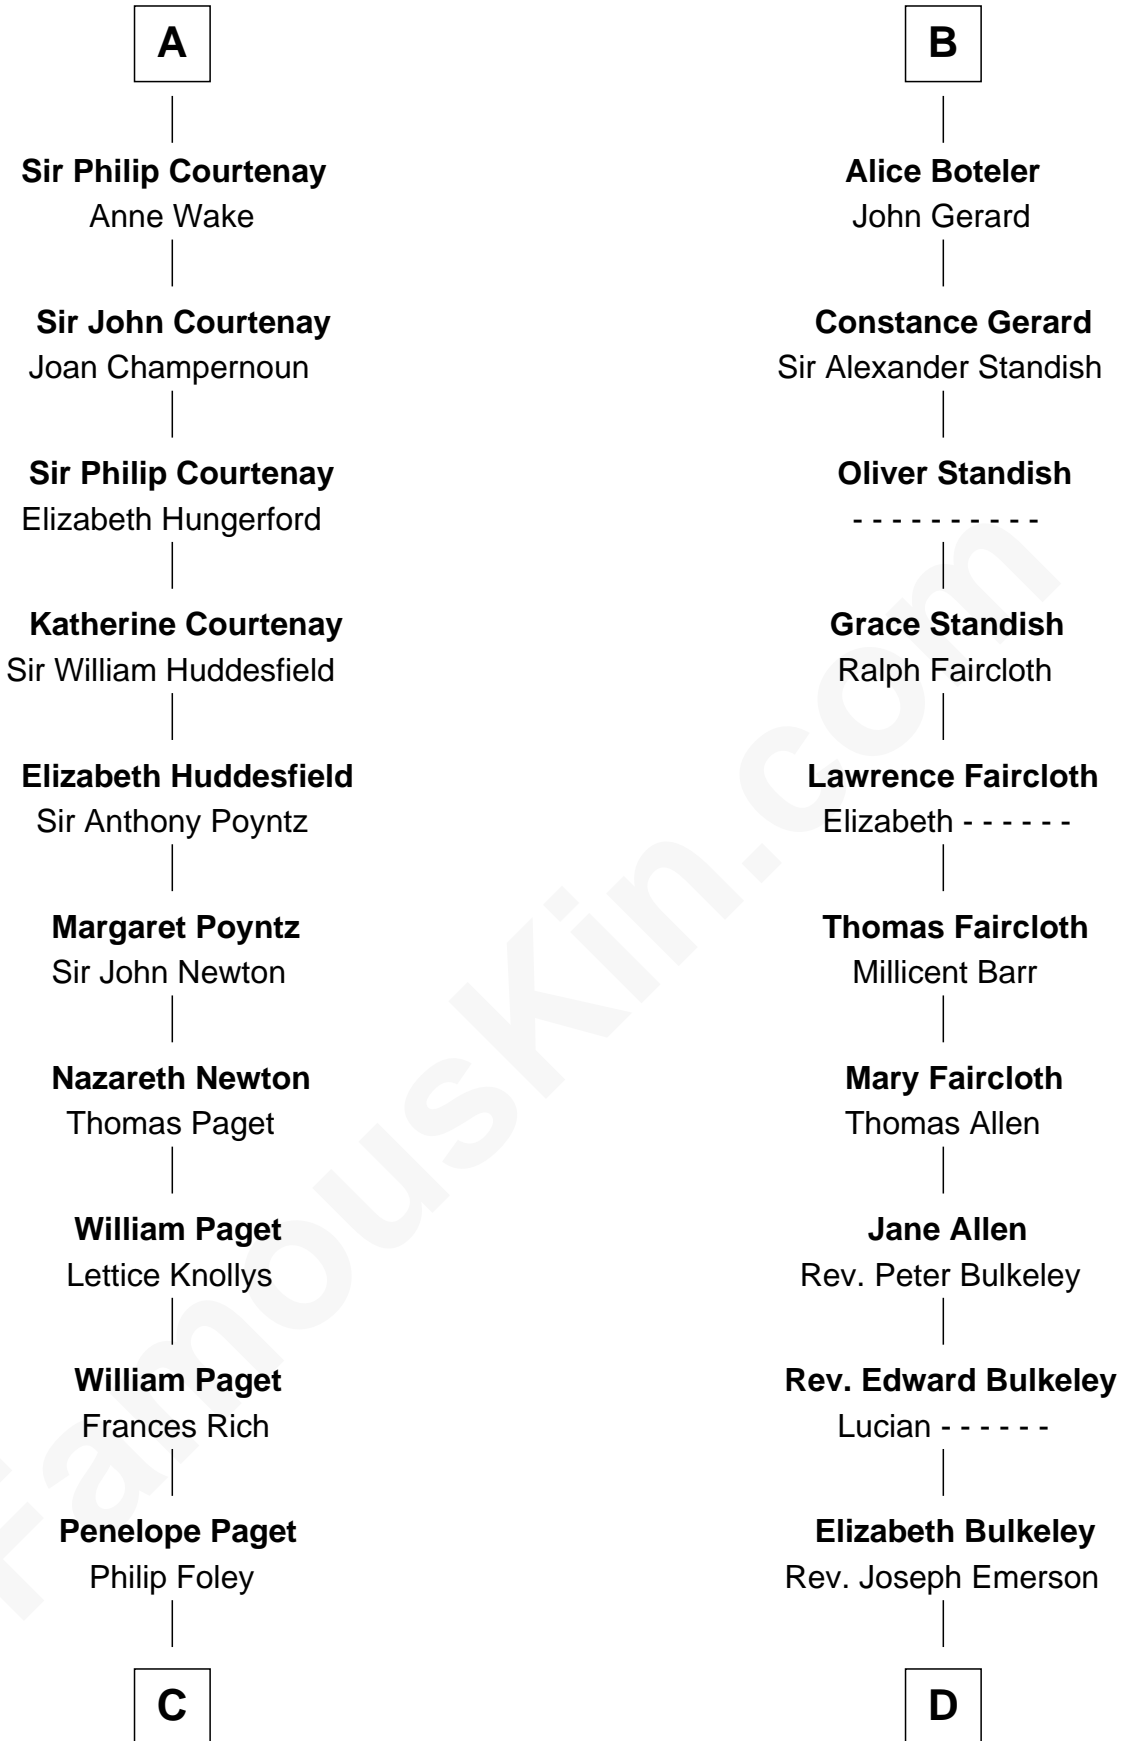 A
Sir Philip Courtenay
Anne Wake
Sir John Courtenay
Joan Champernoun
Sir Philip Courtenay
Elizabeth Hungerford
Katherine Courtenay
Sir William Huddesfield
Elizabeth Huddesfield
Sir Anthony Poyntz
Margaret Poyntz
Sir John Newton
Nazareth Newton
Thomas Paget
William Paget
Lettice Knollys
William Paget
Frances Rich
Penelope Paget
Philip Foley
C
B
Alice Boteler
John Gerard
Constance Gerard
Sir Alexander Standish
Oliver Standish
- - - - - - - - - -
Grace Standish
Ralph Faircloth
Lawrence Faircloth
Elizabeth - - - - - -
Thomas Faircloth
Millicent Barr
Mary Faircloth
Thomas Allen
Jane Allen
Rev. Peter Bulkeley
Rev. Edward Bulkeley
Lucian - - - - - -
Elizabeth Bulkeley
Rev. Joseph Emerson
D
FamousKin.com